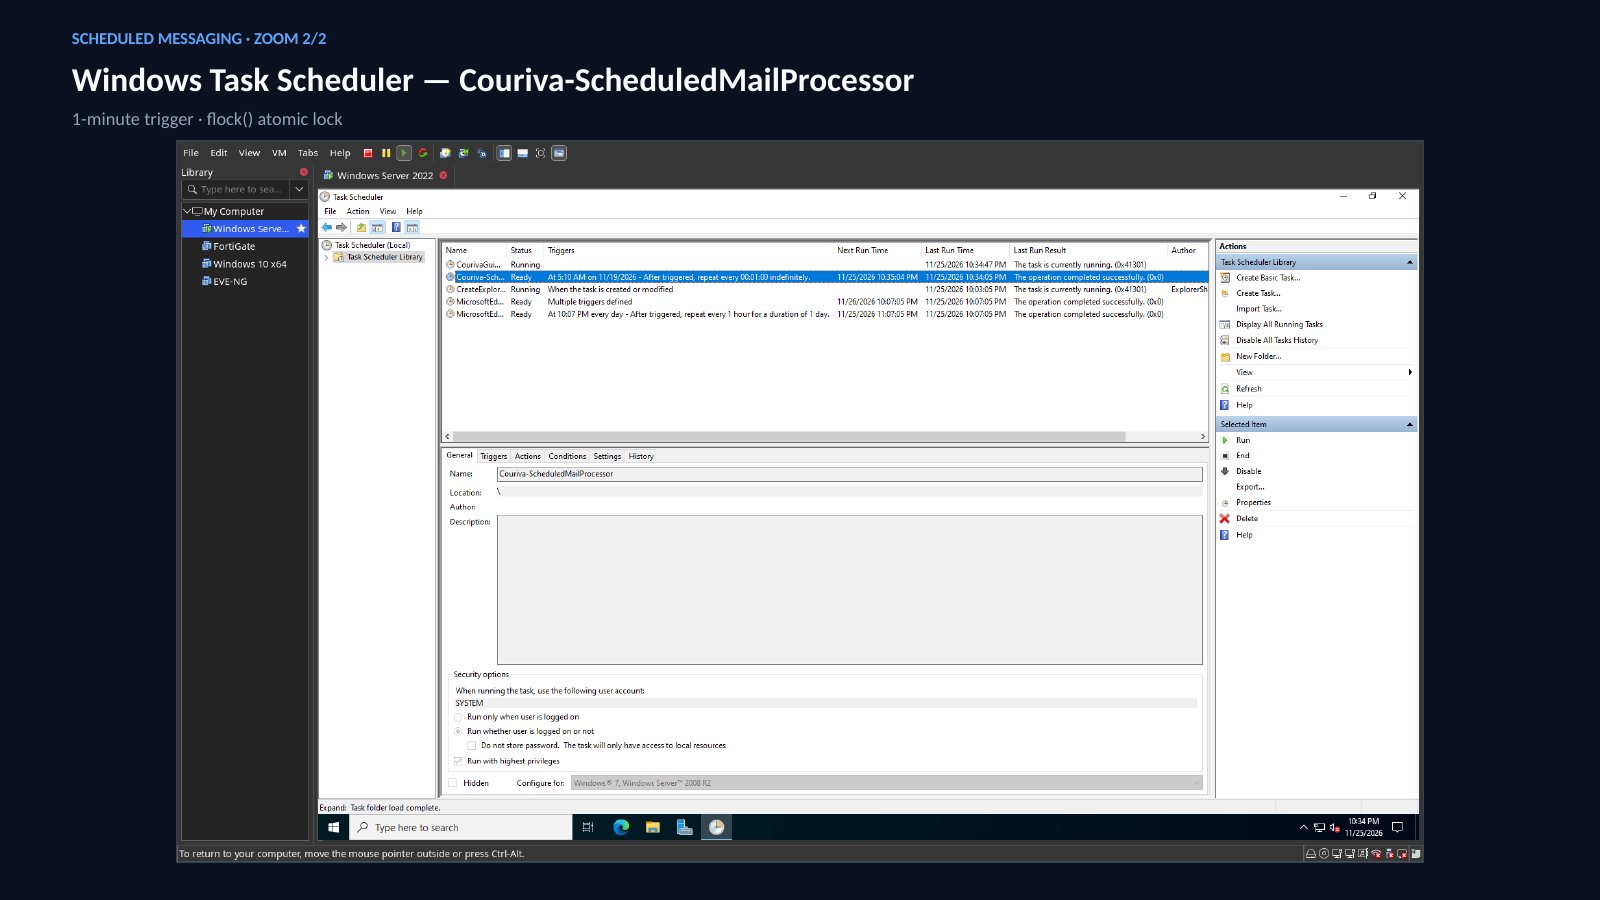 SCHEDULED MESSAGING · ZOOM 2/2
Windows Task Scheduler — Couriva-ScheduledMailProcessor
1-minute trigger · flock() atomic lock
File Edit View VM Tabs Help
Library
Windows Server 2022
Type here to sea...
My Computer
Windows Serve...
FortiGate
Windows 10 x64
EVE-NG
Task Scheduler
File Action View Help
Task Scheduler (Local)
Task Scheduler Library
Name Status Triggers Next Run Time Last Run Time Last Run Result Author
CourivaGui... Running 11/25/2026 10:34:47 PM The task is currently running. (0x41301)
Couriva-Sch... Ready At 5:10 AM on 11/19/2026 - After triggered, repeat every 00:01:00 indefinitely. 11/25/2026 10:35:04 PM 11/25/2026 10:34:05 PM The operation completed successfully. (0x0)
CreateExplor... Running When the task is created or modified 11/25/2026 10:03:05 PM The task is currently running. (0x41301) ExplorerSh
MicrosoftEd... Ready Multiple triggers defined 11/26/2026 10:07:05 PM 11/25/2026 10:07:05 PM The operation completed successfully. (0x0)
MicrosoftEd... Ready At 10:07 PM every day - After triggered, repeat every 1 hour for a duration of 1 day. 11/25/2026 11:07:05 PM 11/25/2026 10:07:05 PM The operation completed successfully. (0x0)
General Triggers Actions Conditions Settings History
Name: Couriva-ScheduledMailProcessor
Location: \
Author:
Description:
Security options
When running the task, use the following user account:
SYSTEM
Run only when user is logged on
Run whether user is logged on or not
Do not store password. The task will only have access to local resources
Run with highest privileges
Hidden Configure for: Windows® 7, Windows Server™ 2008 R2
Actions
Task Scheduler Library
Create Basic Task...
Create Task...
Import Task...
Display All Running Tasks
Disable All Tasks History
New Folder...
View
Refresh
Help
Selected Item
Run
End
Disable
Export...
Properties
Delete
Help
Expand: Task folder load complete.
Type here to search
10:34 PM
11/25/2026
To return to your computer, move the mouse pointer outside or press Ctrl-Alt.